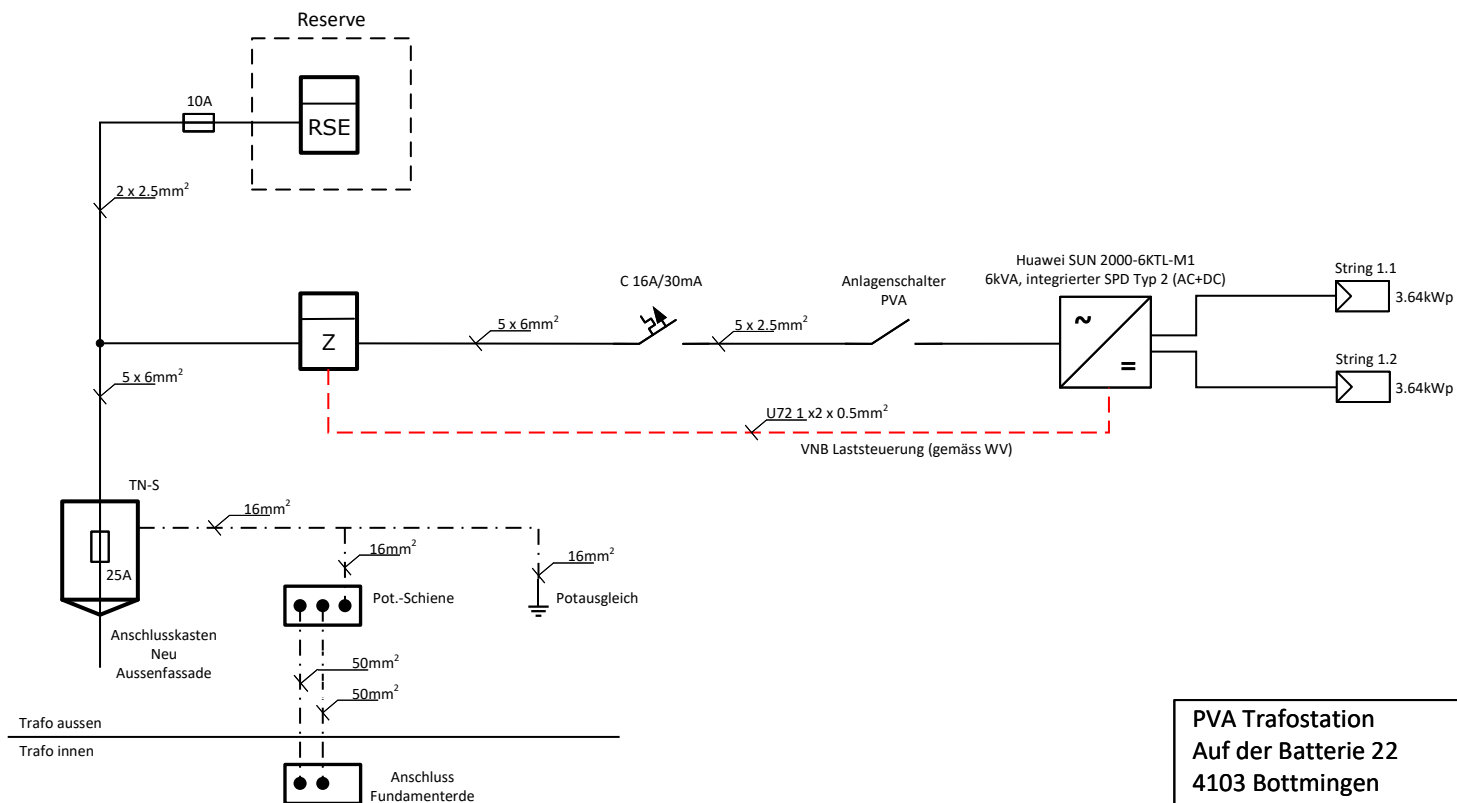 Reserve
10A
RSE
2 x 2.5mm²
Huawei SUN 2000-6KTL-M1
6kVA, integrierter SPD Typ 2 (AC+DC)
String 1.1
3.64kWp
C 16A/30mA
Anlagenschalter
PVA
Z
5 x 6mm²
5 x 2.5mm²
~
=
String 1.2
3.64kWp
5 x 6mm²
U72 1 x2 x 0.5mm²
VNB Laststeuerung (gemäss WV)
TN-S
16mm²
25A
16mm²
16mm²
Pot.-Schiene
Potausgleich
Anschlusskasten
Neu
Aussenfassade
50mm²
50mm²
Trafo aussen
Trafo innen
Anschluss
Fundamenterde
PVA Trafostation
Auf der Batterie 22
4103 Bottmingen